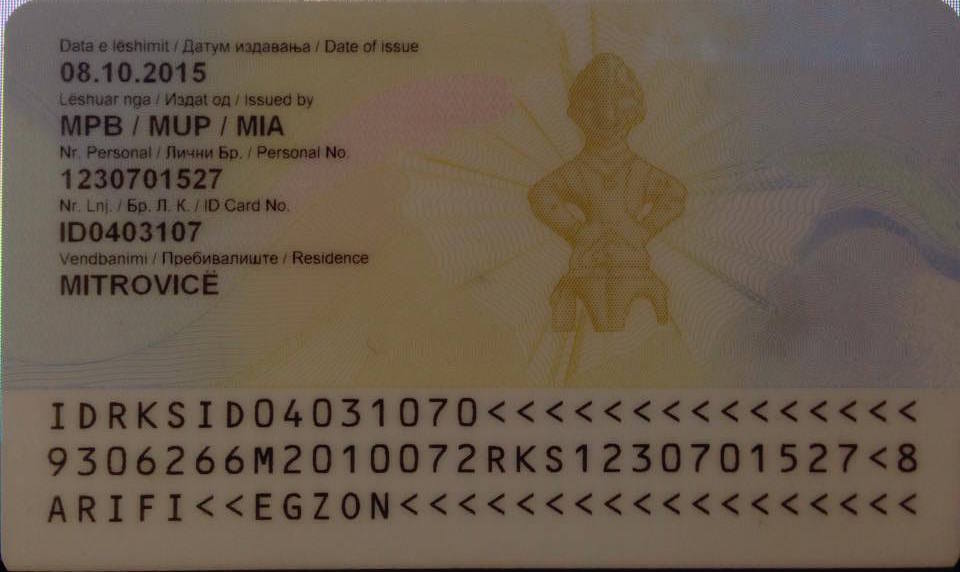 Data e lëshimit / Датум издавања / Date of issue
08.10.2015
Lëshuar nga / Издат од / Issued by
MPB / MUP / MIA
Nr. Personal / Лични Бр. / Personal No.
1230701527
Nr. Lnj. / Бр. Л. К. / ID Card No.
ID0403107
Vendbanimi / Пребивалиште / Residence
MITROVICË
IDRKSID04031070<<<<<<<<<<<<<<<
9306266M2010072RKS1230701527<8
ARIFI<<EGZON<<<<<<<<<<<<<<<<<<